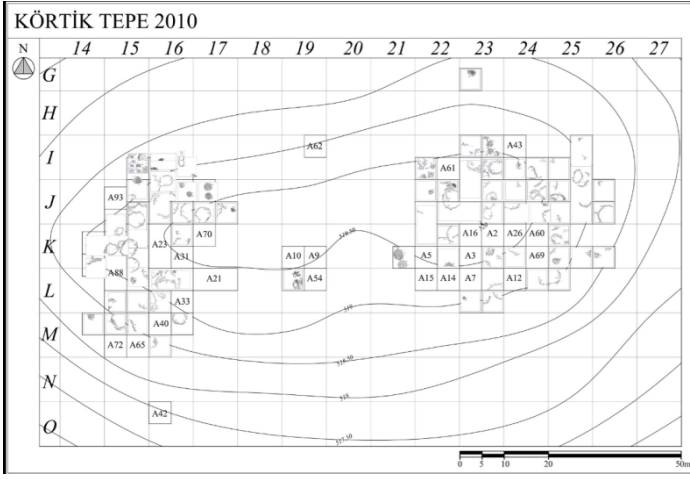 KÖRTİK TEPE 2010
N
14 15 16 17 18 19 20 21 22 23 24 25 26 27
G
H
I A62 A43
A61
J A93
A70 A16 A2 A26 A60
K A23
A31 A10 A9 A5 A3 A69
A88 A21 A54 A15 A14 A7 A12
L A33
M A40
A72 A65
N
O A42
0 5 10 20 50m